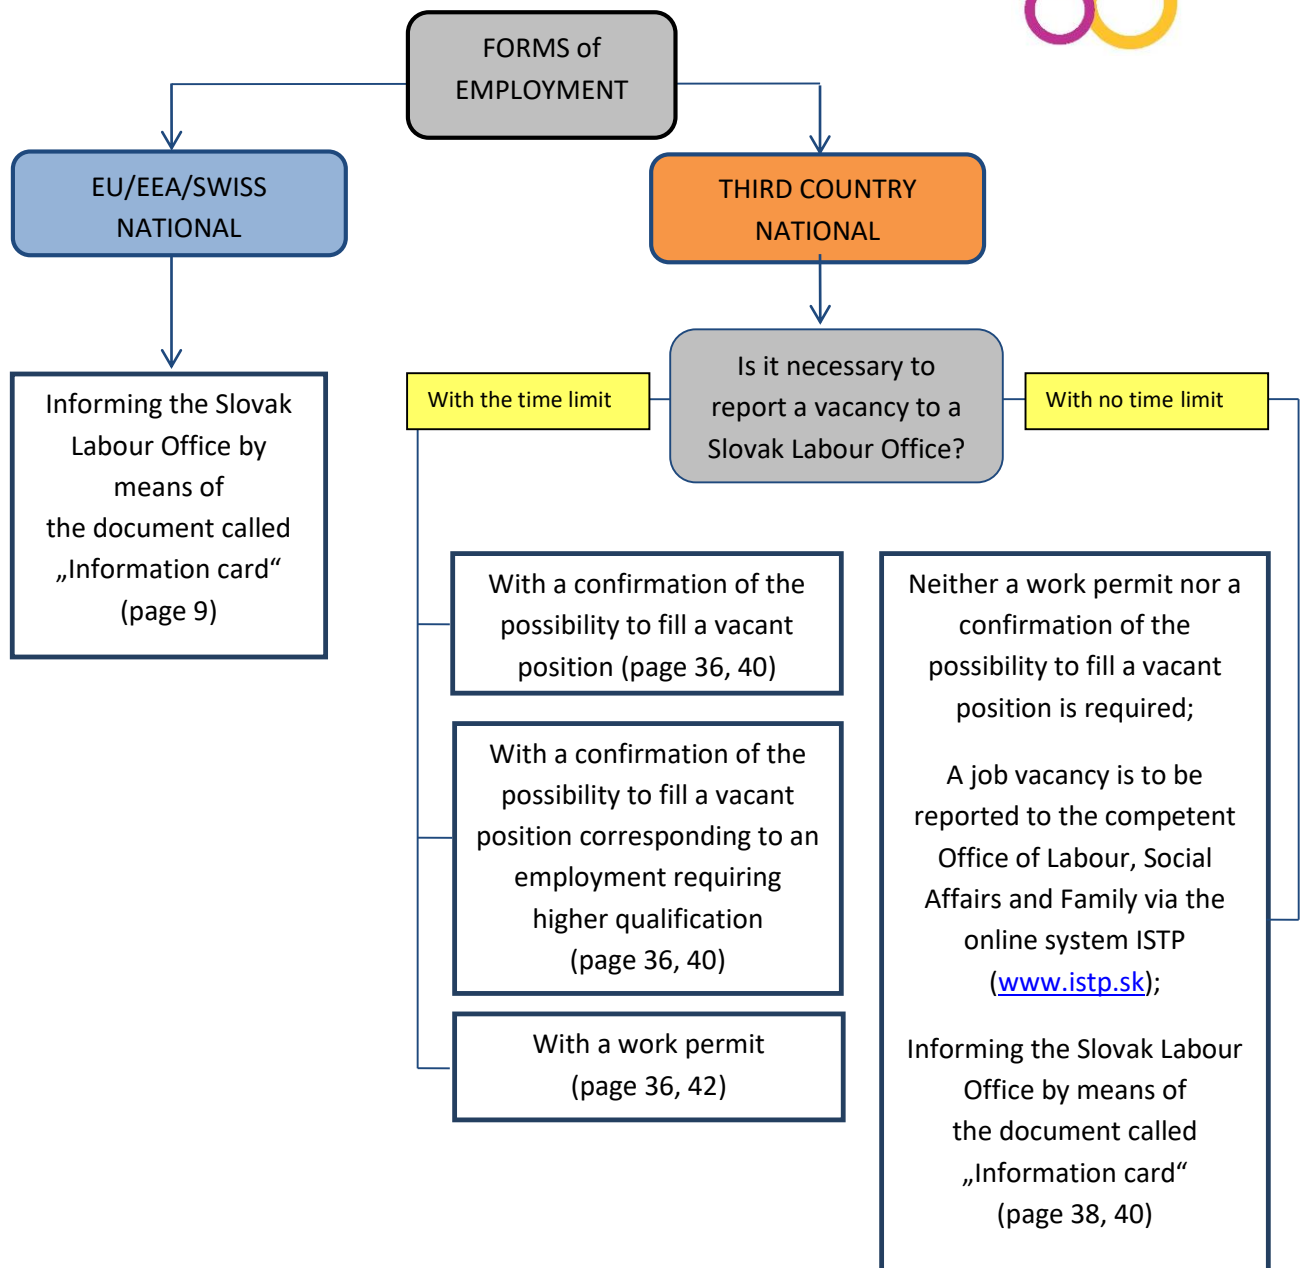 FORMS of
EMPLOYMENT
EU/EEA/SWISS
NATIONAL
THIRD COUNTRY
NATIONAL
Informing the Slovak
Labour Office by
means of
the document called
„Information card“
(page 9)
With the time limit
Is it necessary to
report a vacancy to a
Slovak Labour Office?
With no time limit
With a confirmation of the
possibility to fill a vacant
position (page 36, 40)
With a confirmation of the
possibility to fill a vacant
position corresponding to an
employment requiring
higher qualification
(page 36, 40)
With a work permit
(page 36, 42)
Neither a work permit nor a
confirmation of the
possibility to fill a vacant
position is required;
A job vacancy is to be
reported to the competent
Office of Labour, Social
Affairs and Family via the
online system ISTP
(www.istp.sk);
Informing the Slovak Labour
Office by means of
the document called
„Information card“
(page 38, 40)